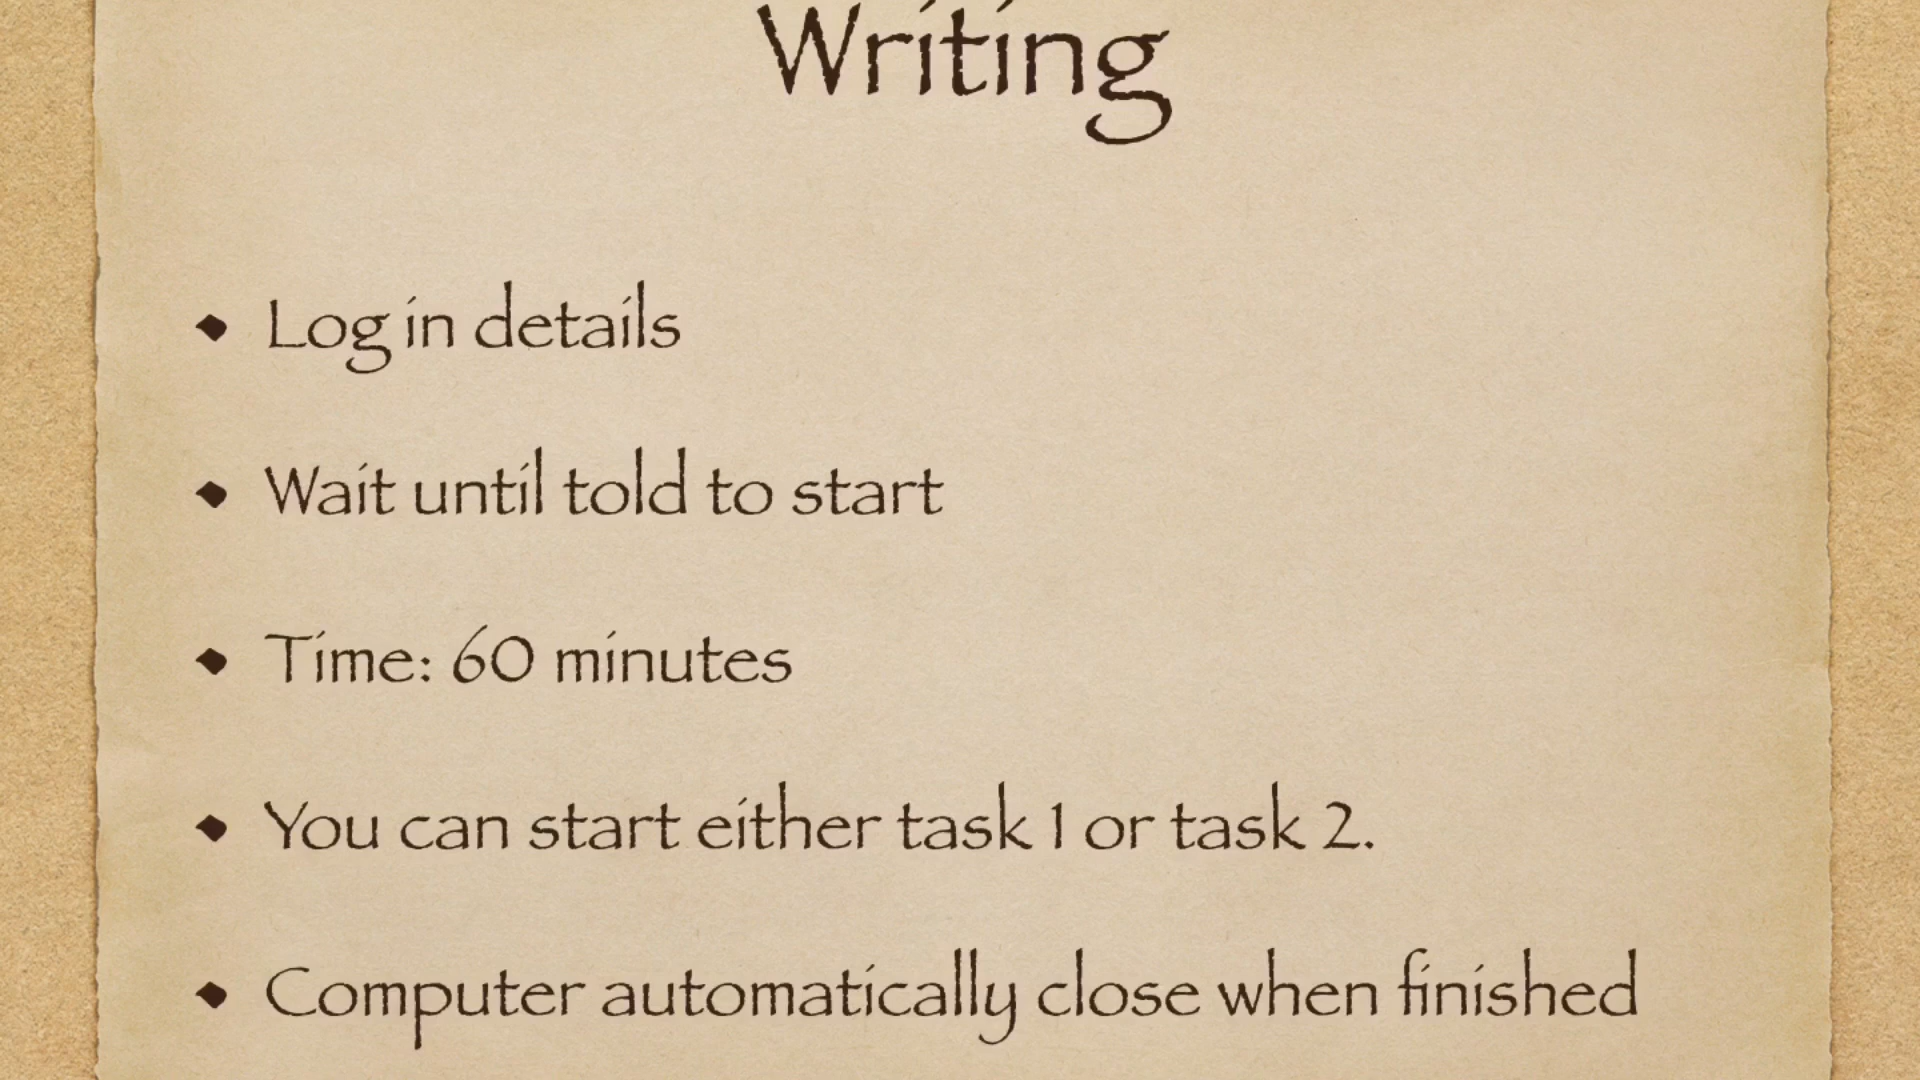 Writing
• Log in details
• Wait until told to start
• Time: 60 minutes
• You can start either task 1 or task 2.
• Computer automatically close when finished